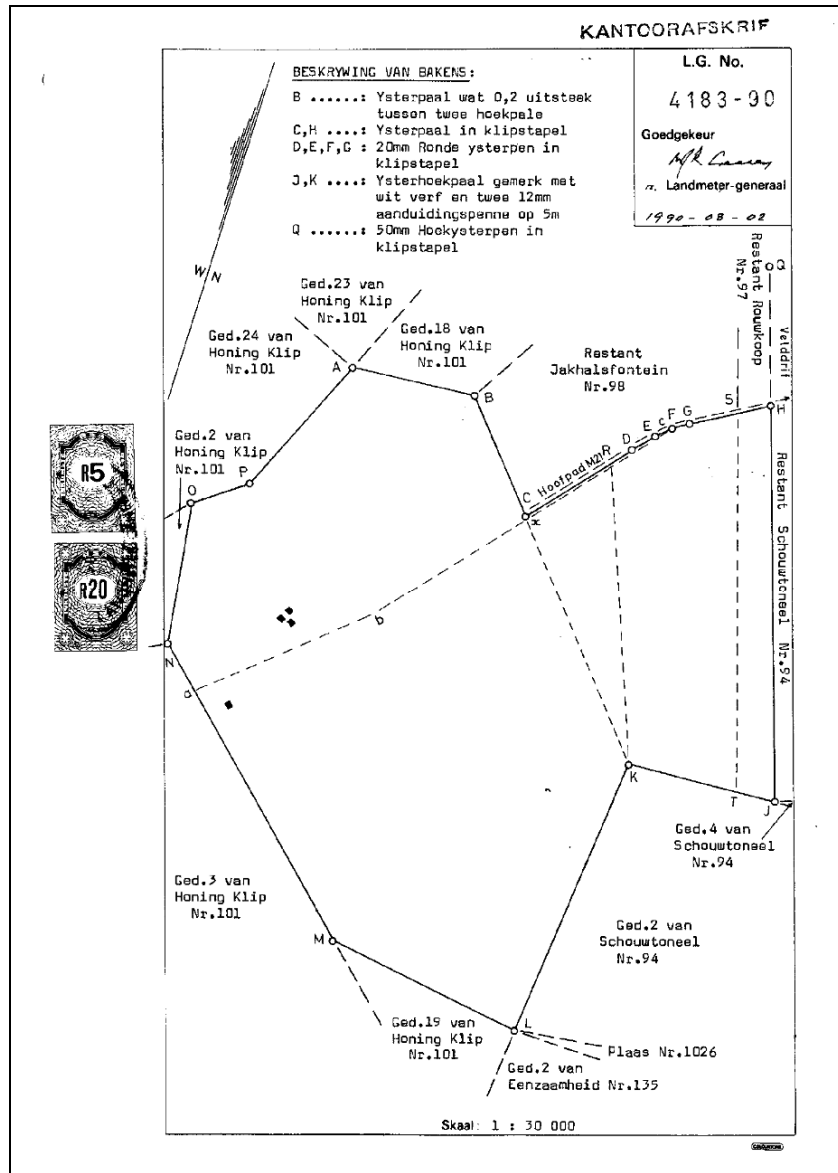 KANTOORAFSKRIF
L.G. No.
4183-90
Goedgekeur
n. Landmeter-generaal
1990-08-02
BESKRYWING VAN BAKENS:
B ......: Ysterpaal wat 0,2 uitsteek
tussen twee hoekpale
C,H ....: Ysterpaal in klipstapel
D,E,F,G : 20mm Ronde ysterpen in
klipstapel
J,K ....: Ysterhoekpaal gemerk met
wit verf en twee 12mm
aanduidingspenne op 5m
Q ......: 50mm Hoekysterpen in
klipstapel
WN
Restant Rouwkoop
Nr.97
Q
Velddrif
Ged.23 van
Honing Klip
Nr.101
Ged.24 van
Honing Klip
Nr.101
Ged.18 van
Honing Klip
Nr.101
Restant
Jakhalsfontein
Nr.98
A
B
S
H
Ged.2 van
Honing Klip
Nr.101
P
O
R5
R20
C Hoofpad M21 R D E c F G
x
Restant Schouwtoneel Nr.94
b
N
a
K
T
J
Ged.4 van
Schouwtoneel
Nr.94
Ged.3 van
Honing Klip
Nr.101
M
Ged.2 van
Schouwtoneel
Nr.94
L
Ged.19 van
Honing Klip
Nr.101
Plaas Nr.1026
Ged.2 van
Eenzaamheid Nr.135
Skaal: 1 : 30 000